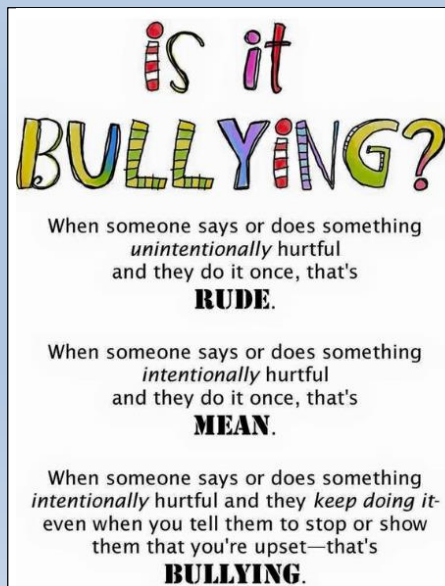 is it
BULLYiNG?
When someone says or does something
unintentionally hurtful
and they do it once, that's
RUDE.
When someone says or does something
intentionally hurtful
and they do it once, that's
MEAN.
When someone says or does something
intentionally hurtful and they keep doing it-
even when you tell them to stop or show
them that you're upset—that's
BULLYING.